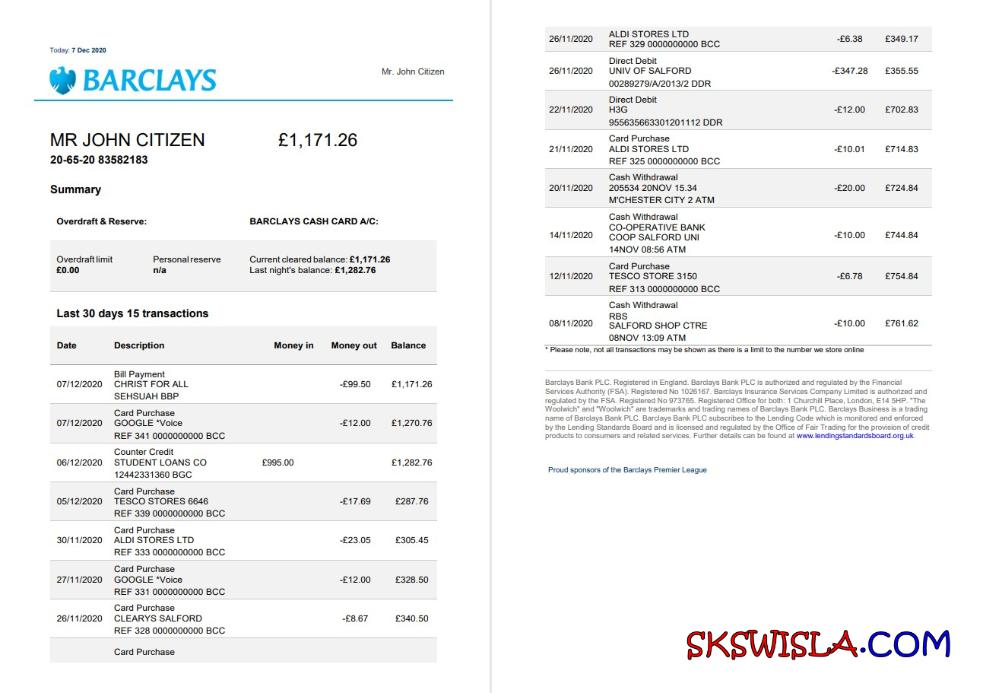 Today: 7 Dec 2020
BARCLAYS
Mr. John Citizen
MR JOHN CITIZEN £1,171.26
20-65-20 83582183
Summary
Overdraft & Reserve: BARCLAYS CASH CARD A/C:
Overdraft limit Personal reserve Current cleared balance: £1,171.26
£0.00 n/a Last night's balance: £1,282.76
Last 30 days 15 transactions
Date Description Money in Money out Balance
Bill Payment
07/12/2020 CHRIST FOR ALL -£99.50 £1,171.26
SEHSUAH BBP
Card Purchase
07/12/2020 GOOGLE *Voice -£12.00 £1,270.76
REF 341 0000000000 BCC
Counter Credit
06/12/2020 STUDENT LOANS CO £995.00 £1,282.76
12442331360 BGC
Card Purchase
05/12/2020 TESCO STORES 6646 -£17.69 £287.76
REF 339 0000000000 BCC
Card Purchase
30/11/2020 ALDI STORES LTD -£23.05 £305.45
REF 333 0000000000 BCC
Card Purchase
27/11/2020 GOOGLE *Voice -£12.00 £328.50
REF 331 0000000000 BCC
Card Purchase
26/11/2020 CLEARYS SALFORD -£8.67 £340.50
REF 328 0000000000 BCC
Card Purchase
26/11/2020 ALDI STORES LTD -£6.38 £349.17
REF 329 0000000000 BCC
Direct Debit
26/11/2020 UNIV OF SALFORD -£347.28 £355.55
00289279/A/2013/2 DDR
Direct Debit
22/11/2020 H3G -£12.00 £702.83
955635663301201112 DDR
Card Purchase
21/11/2020 ALDI STORES LTD -£10.01 £714.83
REF 325 0000000000 BCC
Cash Withdrawal
20/11/2020 205534 20NOV 15.34 -£20.00 £724.84
M'CHESTER CITY 2 ATM
Cash Withdrawal
CO-OPERATIVE BANK
14/11/2020 COOP SALFORD UNI -£10.00 £744.84
14NOV 08:56 ATM
Card Purchase
12/11/2020 TESCO STORE 3150 -£6.78 £754.84
REF 313 0000000000 BCC
Cash Withdrawal
RBS
08/11/2020 SALFORD SHOP CTRE -£10.00 £761.62
08NOV 13:09 ATM
* Please note, not all transactions may be shown as there is a limit to the number we store online
Barclays Bank PLC. Registered in England. Barclays Bank PLC is authorized and regulated by the Financial
Services Authority (FSA). Registered No 1026167. Barclays Insurance Services Company Limited is authorized and
regulated by the FSA. Registered No 973765. Registered Office for both: 1 Churchill Place, London, E14 5HP. "The
Woolwich" and "Woolwich" are trademarks and trading names of Barclays Bank PLC. Barclays Business is a trading
name of Barclays Bank PLC. Barclays Bank PLC subscribes to the Lending Code which is monitored and enforced
by the Lending Standards Board and is licensed and regulated by the Office of Fair Trading for the provision of credit
products to consumers and related services. Further details can be found at www.lendingstandardsboard.org.uk.
Proud sponsors of the Barclays Premier League
SKSWISLA.COM